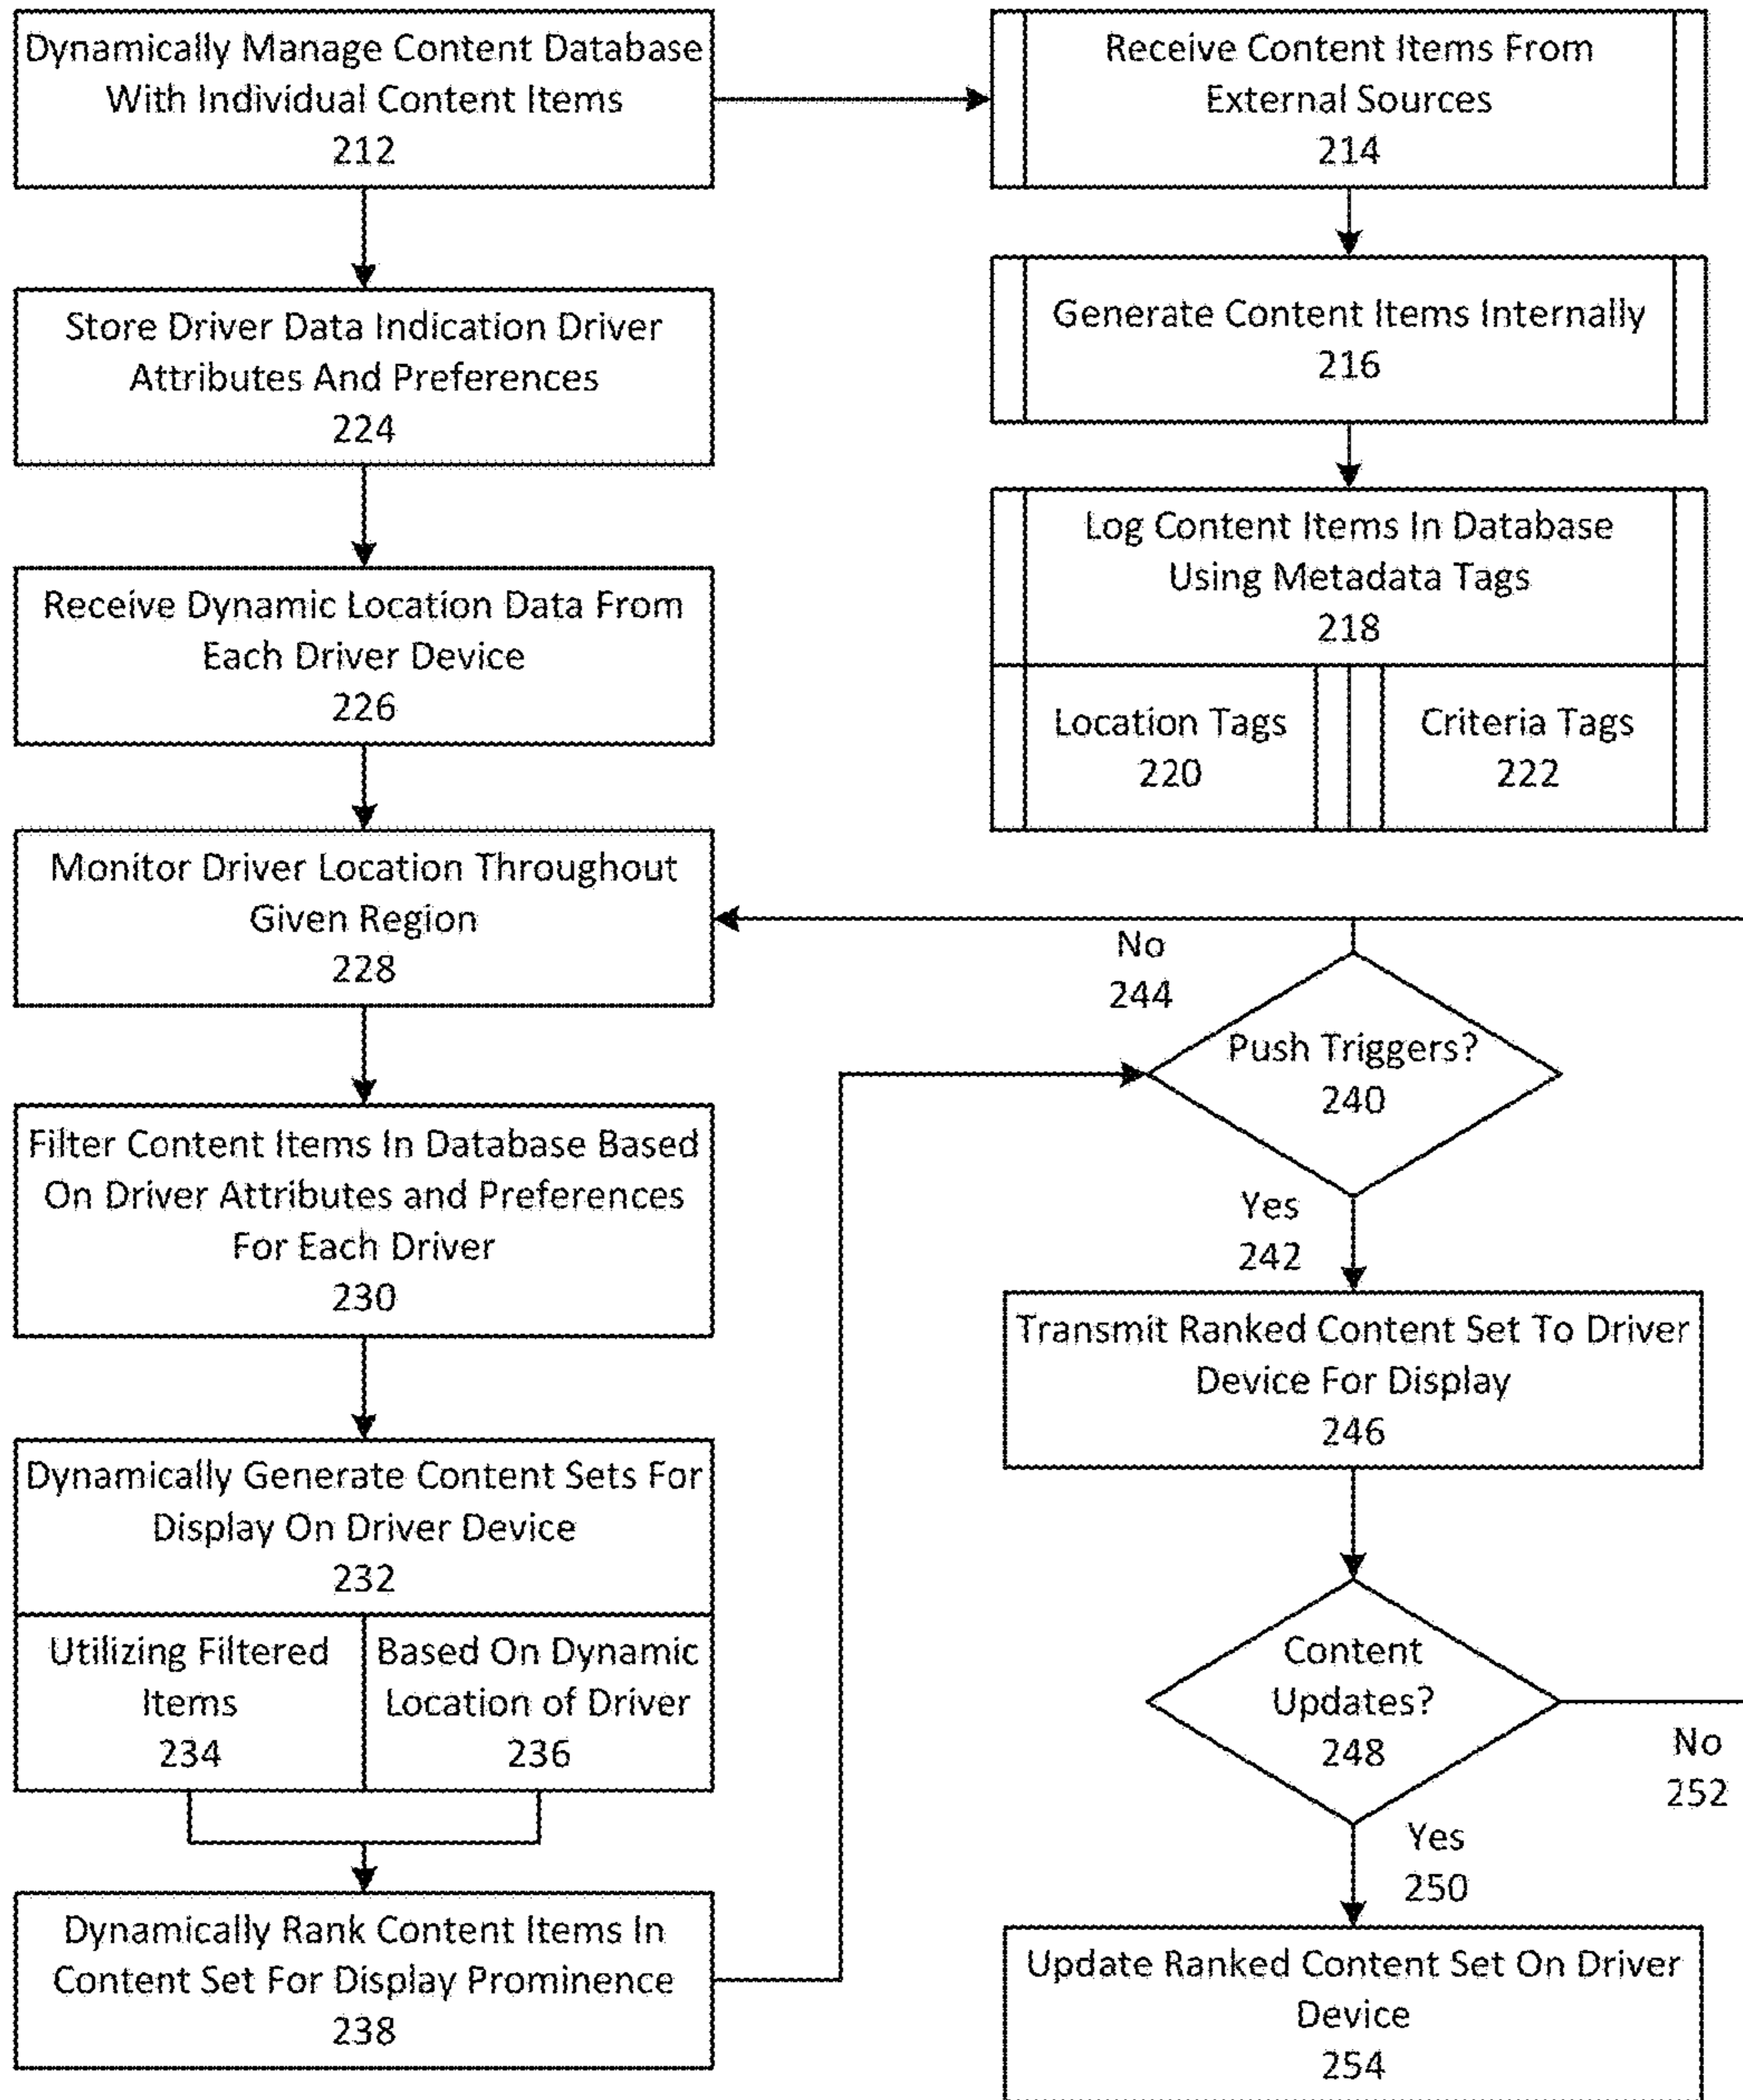 Dynamically Manage Content Database
With Individual Content Items
212
Receive Content Items From
External Sources
214
Generate Content Items Internally
216
Log Content Items In Database
Using Metadata Tags
218
Location Tags
220
Criteria Tags
222
Store Driver Data Indication Driver
Attributes And Preferences
224
Receive Dynamic Location Data From
Each Driver Device
226
Monitor Driver Location Throughout
Given Region
228
Filter Content Items In Database Based
On Driver Attributes and Preferences
For Each Driver
230
Dynamically Generate Content Sets For
Display On Driver Device
232
Utilizing Filtered
Items
234
Based On Dynamic
Location of Driver
236
Dynamically Rank Content Items In
Content Set For Display Prominence
238
No
244
Push Triggers?
240
Yes
242
Transmit Ranked Content Set To Driver
Device For Display
246
Content
Updates?
248
No
252
Yes
250
Update Ranked Content Set On Driver
Device
254